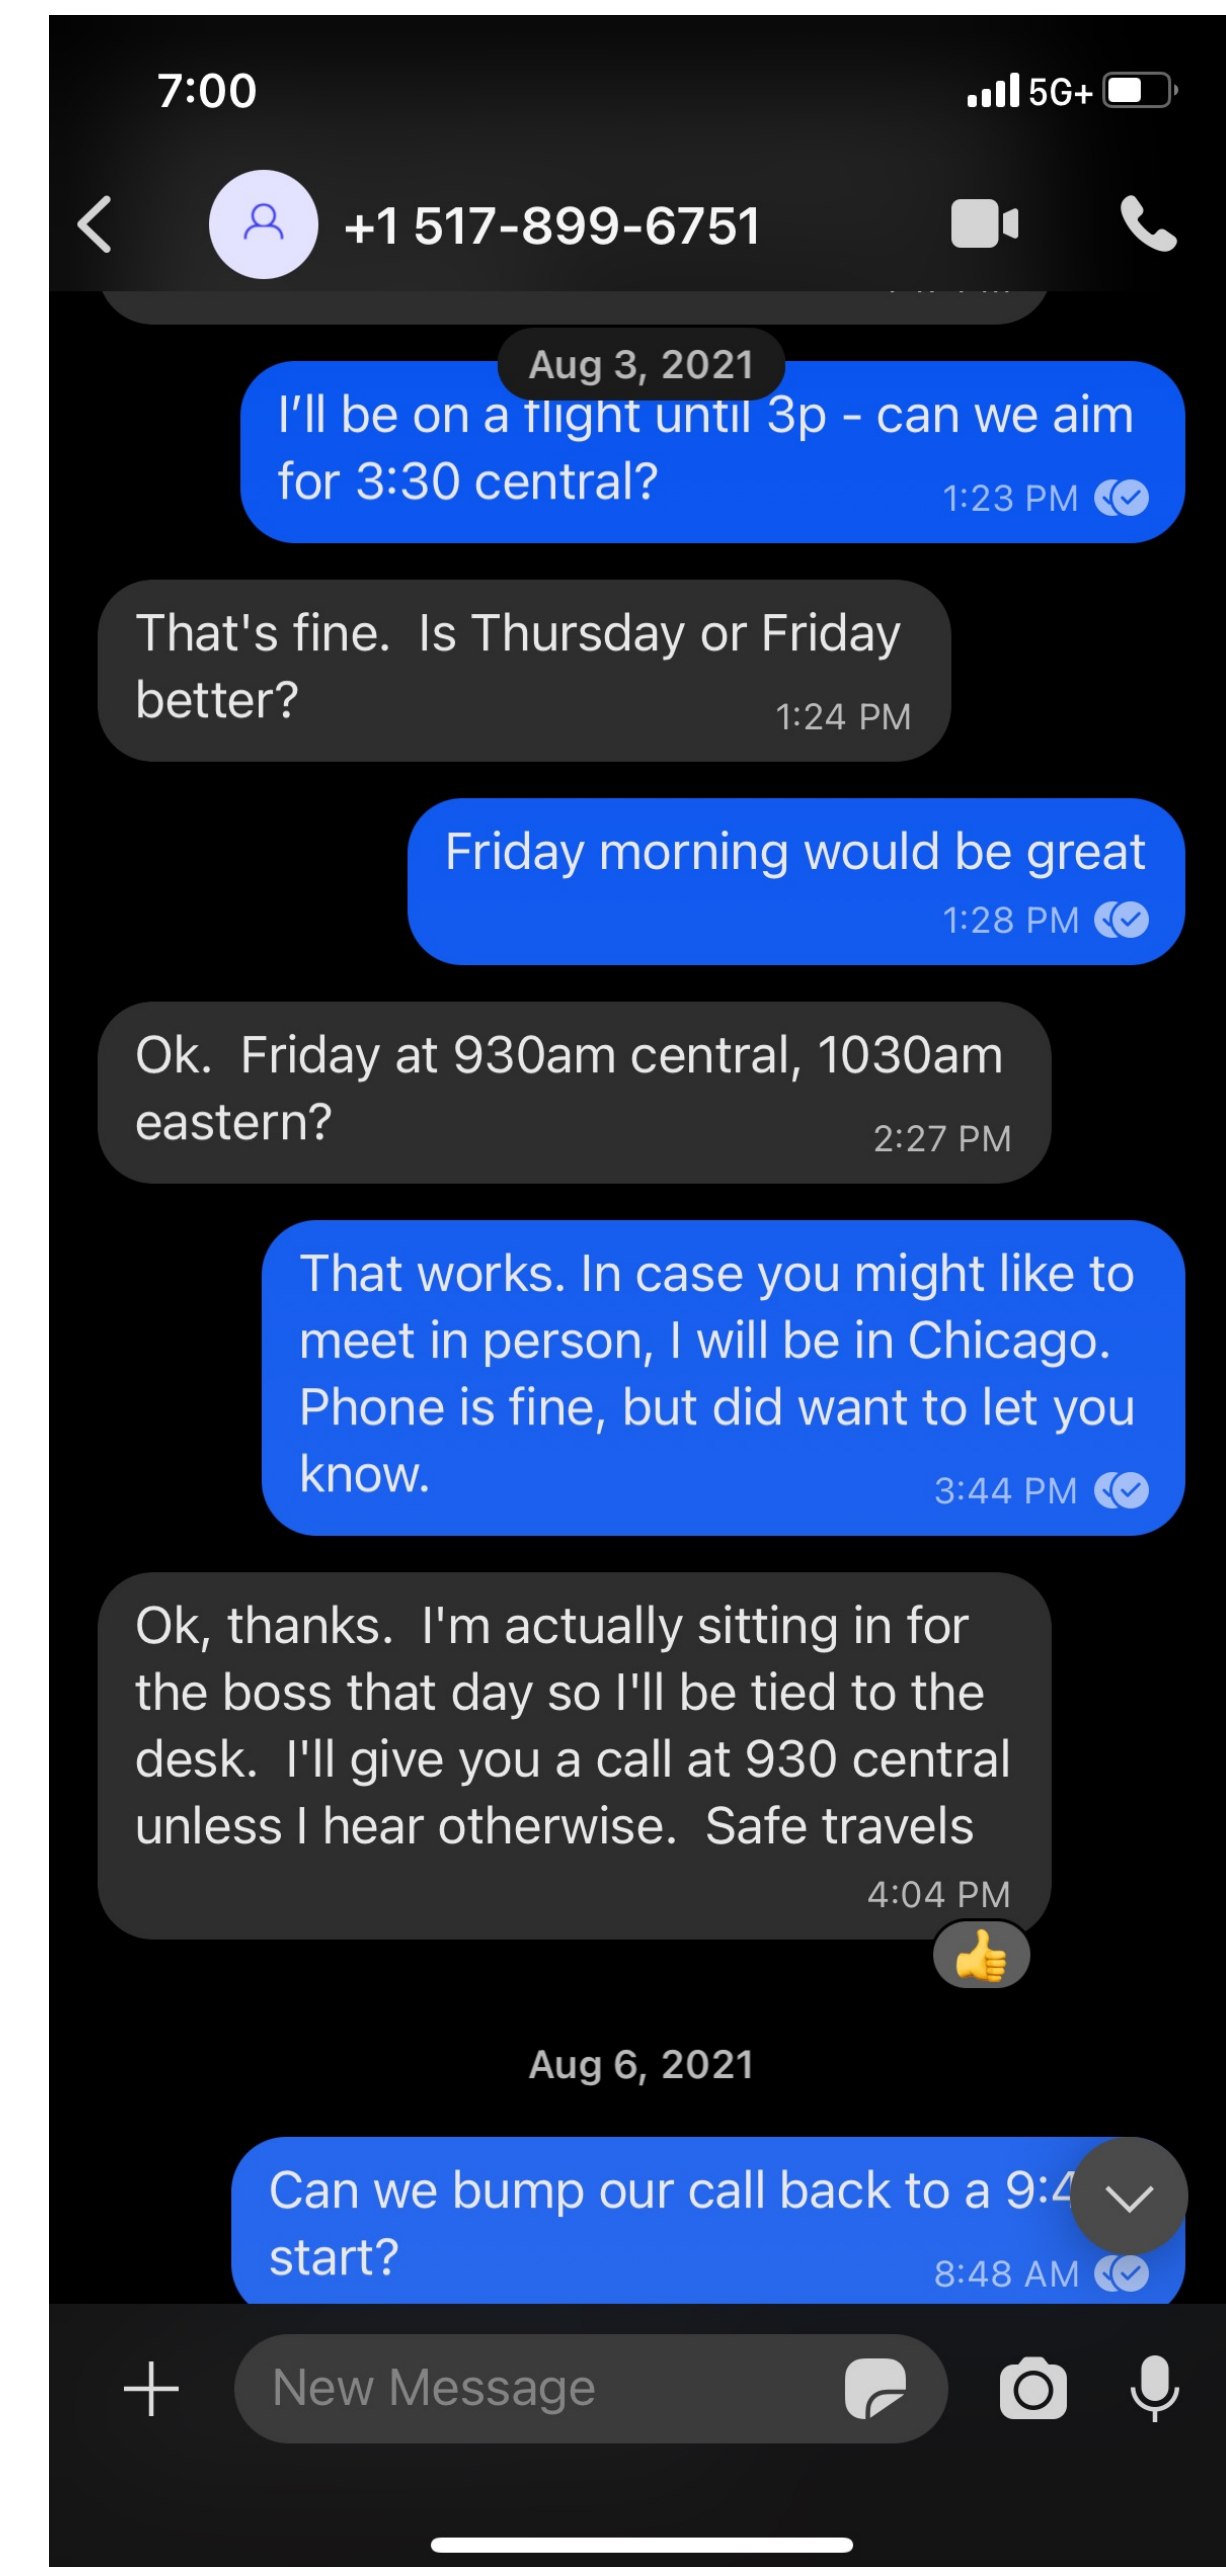 7:00
5G+
+1 517-899-6751
Aug 3, 2021
I’ll be on a flight until 3p - can we aim
for 3:30 central?
1:23 PM
That's fine.  Is Thursday or Friday
better?
1:24 PM
Friday morning would be great
1:28 PM
Ok.  Friday at 930am central, 1030am
eastern?
2:27 PM
That works. In case you might like to
meet in person, I will be in Chicago.
Phone is fine, but did want to let you
know.
3:44 PM
Ok, thanks.  I'm actually sitting in for
the boss that day so I'll be tied to the
desk.  I'll give you a call at 930 central
unless I hear otherwise.  Safe travels
4:04 PM
Aug 6, 2021
Can we bump our call back to a
start?
8:48 AM
New Message